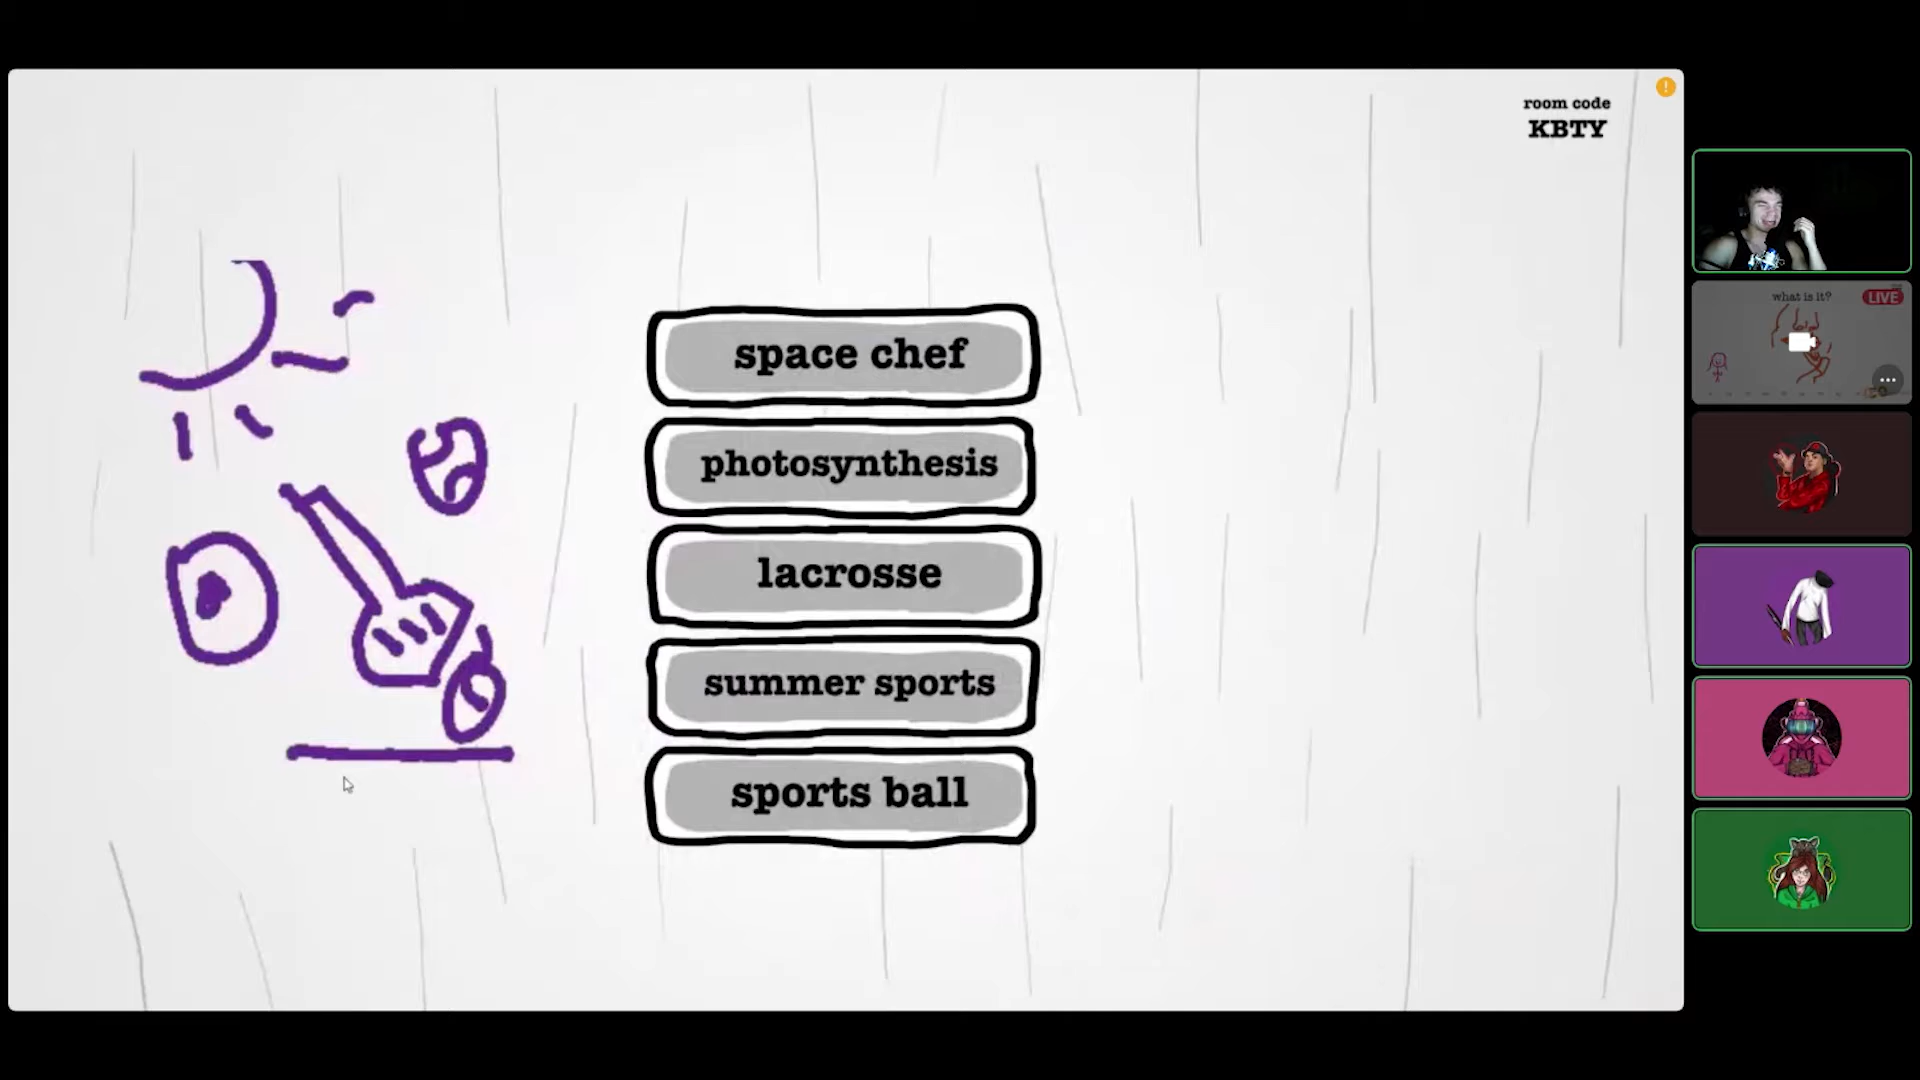 room code
KBTY
space chef
photosynthesis
lacrosse
summer sports
sports ball
what is it?
LIVE